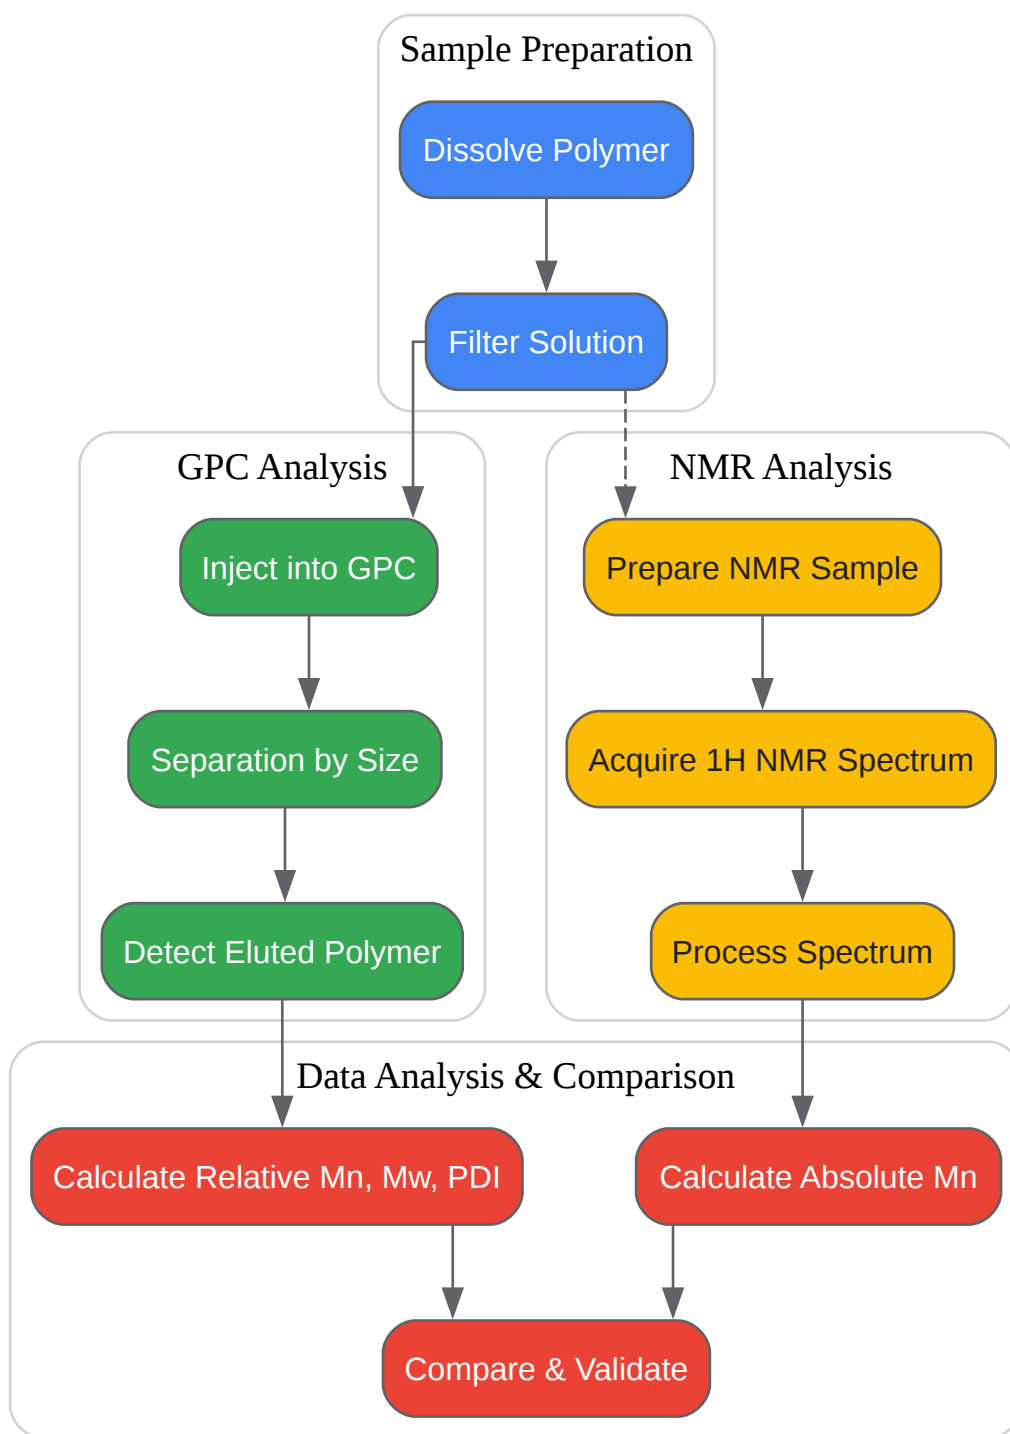 Sample Preparation
Dissolve Polymer
Filter Solution
GPC Analysis
Inject into GPC
Separation by Size
Detect Eluted Polymer
NMR Analysis
Prepare NMR Sample
Acquire 1H NMR Spectrum
Process Spectrum
Data Analysis & Comparison
Calculate Relative Mn, Mw, PDI
Calculate Absolute Mn
Compare & Validate